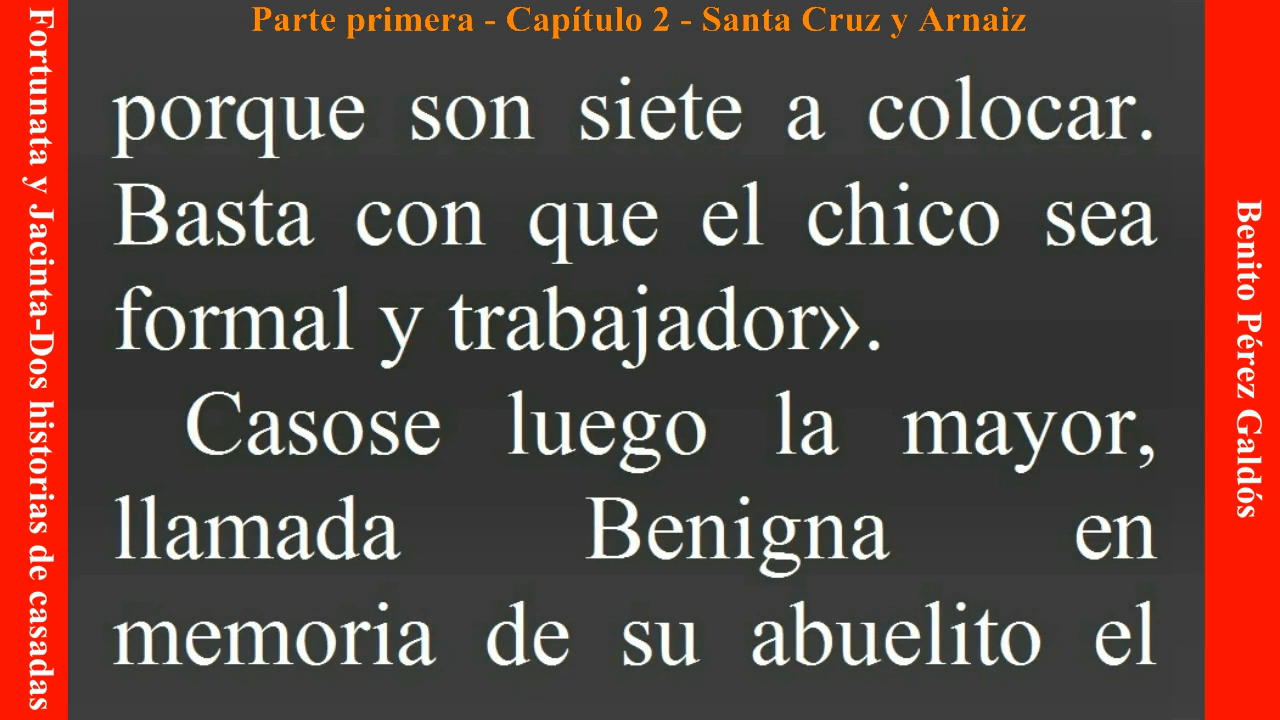 Parte primera - Capítulo 2 - Santa Cruz y Arnaiz
Fortunata y Jacinta-Dos historias de casadas
porque son siete a colocar.
Basta con que el chico sea
formal y trabajador».
Casose luego la mayor,
llamada Benigna en
memoria de su abuelito el
Benito Pérez Galdós